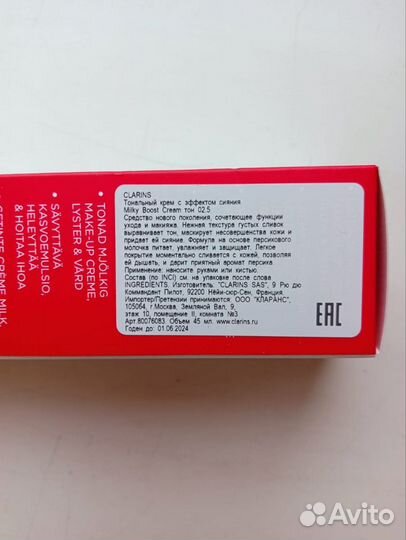 CLARINS
Тональный крем с эффектом сияния
Milky Boost Cream тон 02.5
Средство нового поколения, сочетающее функции
ухода и макияжа. Нежная текстура густых сливок
выравнивает тон, маскирует несовершенства кожи и
придает ей сияние. Формула на основе персикового
молочка питает, увлажняет и защищает. Легкое
покрытие моментально сливается с кожей, позволяя
ей дышать, и дарит приятный аромат персика.
Применение: наносите руками или кистью.
Состав (по INCI) см. на упаковке после слова
INGREDIENTS. Изготовитель: "CLARINS SAS", 9 Рю дю
Коммендант Пилот, 92200 Нёйи-сюр-Сен, Франция.
Импортер/Претензии принимаются: ООО "КЛАРАНС",
105064, г.Москва, Земляной Вал, 9,
этаж 10, помещение II, комната №3
Арт.80076083. Объем 45 мл. www.clarins.ru
Годен до 01.06.2024
EAC
• TONAD MJÖLKIG
MAKE-UP CREME,
LYSTER & VÅRD
• SÄVYTTÄVÄ
KASVOEMULSIO,
HELEYTTÄÄ
& HOITAA IHOA
GETINTE CRÈME MILK,
Avito